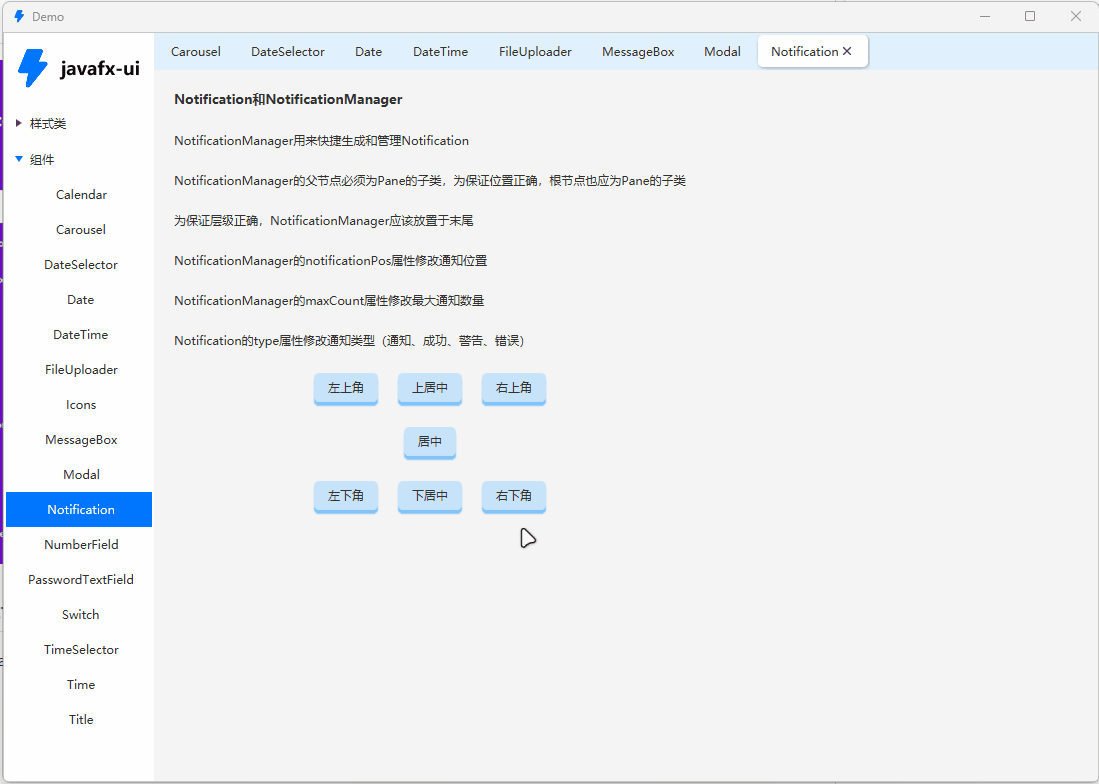 Demo
javafx-ui
样式类
组件
Calendar
Carousel
DateSelector
Date
DateTime
FileUploader
Icons
MessageBox
Modal
Notification
NumberField
PasswordTextField
Switch
TimeSelector
Time
Title
Carousel DateSelector Date DateTime FileUploader MessageBox Modal Notification
Notification和NotificationManager
NotificationManager用来快捷生成和管理Notification
NotificationManager的父节点必须为Pane的子类，为保证位置正确，根节点也应为Pane的子类
为保证层级正确，NotificationManager应该放置于末尾
NotificationManager的notificationPos属性修改通知位置
NotificationManager的maxCount属性修改最大通知数量
Notification的type属性修改通知类型（通知、成功、警告、错误）
左上角 上居中 右上角
居中
左下角 下居中 右下角